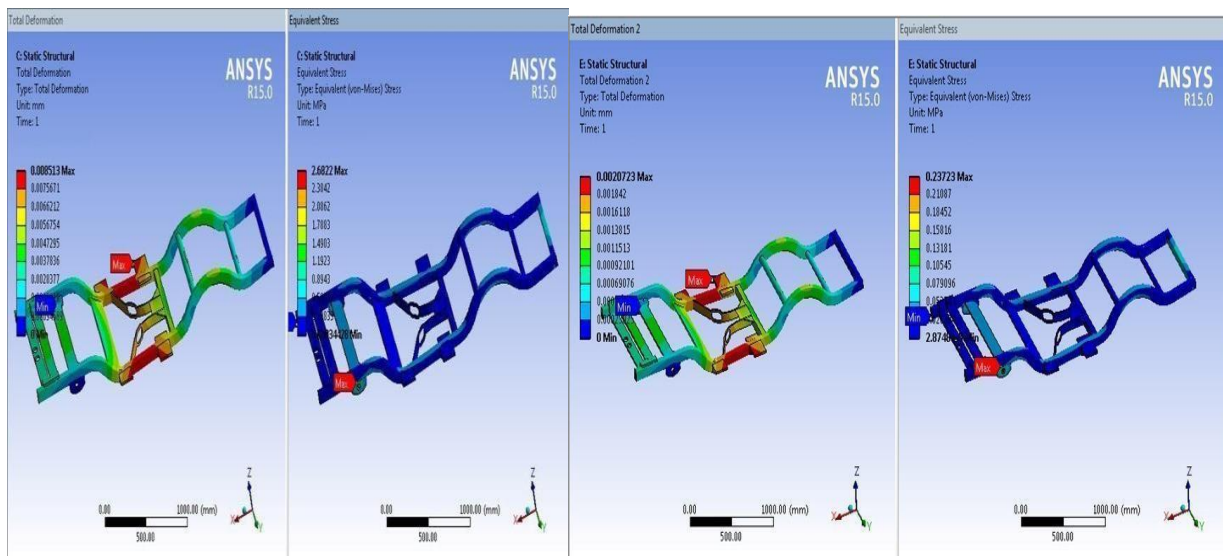 Total Deformation
C: Static Structural
Total Deformation
Type: Total Deformation
Unit: mm
Time: 1
ANSYS
R15.0
0.008513 Max
0.0075671
0.0066212
0.0056754
0.0047295
0.0037836
0.0028377
0 Min
Max
Min
0.00
1000.00 (mm)
500.00
Z
X
Y
Equivalent Stress
C: Static Structural
Equivalent Stress
Type: Equivalent (von-Mises) Stress
Unit: MPa
Time: 1
ANSYS
R15.0
2.6822 Max
2.3842
2.0862
1.7883
1.4903
1.1923
0.8943
Max
0.00
1000.00 (mm)
500.00
Z
X
Y
Total Deformation 2
E: Static Structural
Total Deformation 2
Type: Total Deformation
Unit: mm
Time: 1
ANSYS
R15.0
0.0020723 Max
0.001842
0.0016118
0.0013815
0.0011513
0.00092101
0.00069076
0 Min
Max
Min
0.00
1000.00 (mm)
500.00
Z
X
Y
Equivalent Stress
E: Static Structural
Equivalent Stress
Type: Equivalent (von-Mises) Stress
Unit: MPa
Time: 1
ANSYS
R15.0
0.23723 Max
0.21087
0.18452
0.15816
0.13181
0.10545
0.079096
Min
Max
0.00
1000.00 (mm)
500.00
Z
X
Y